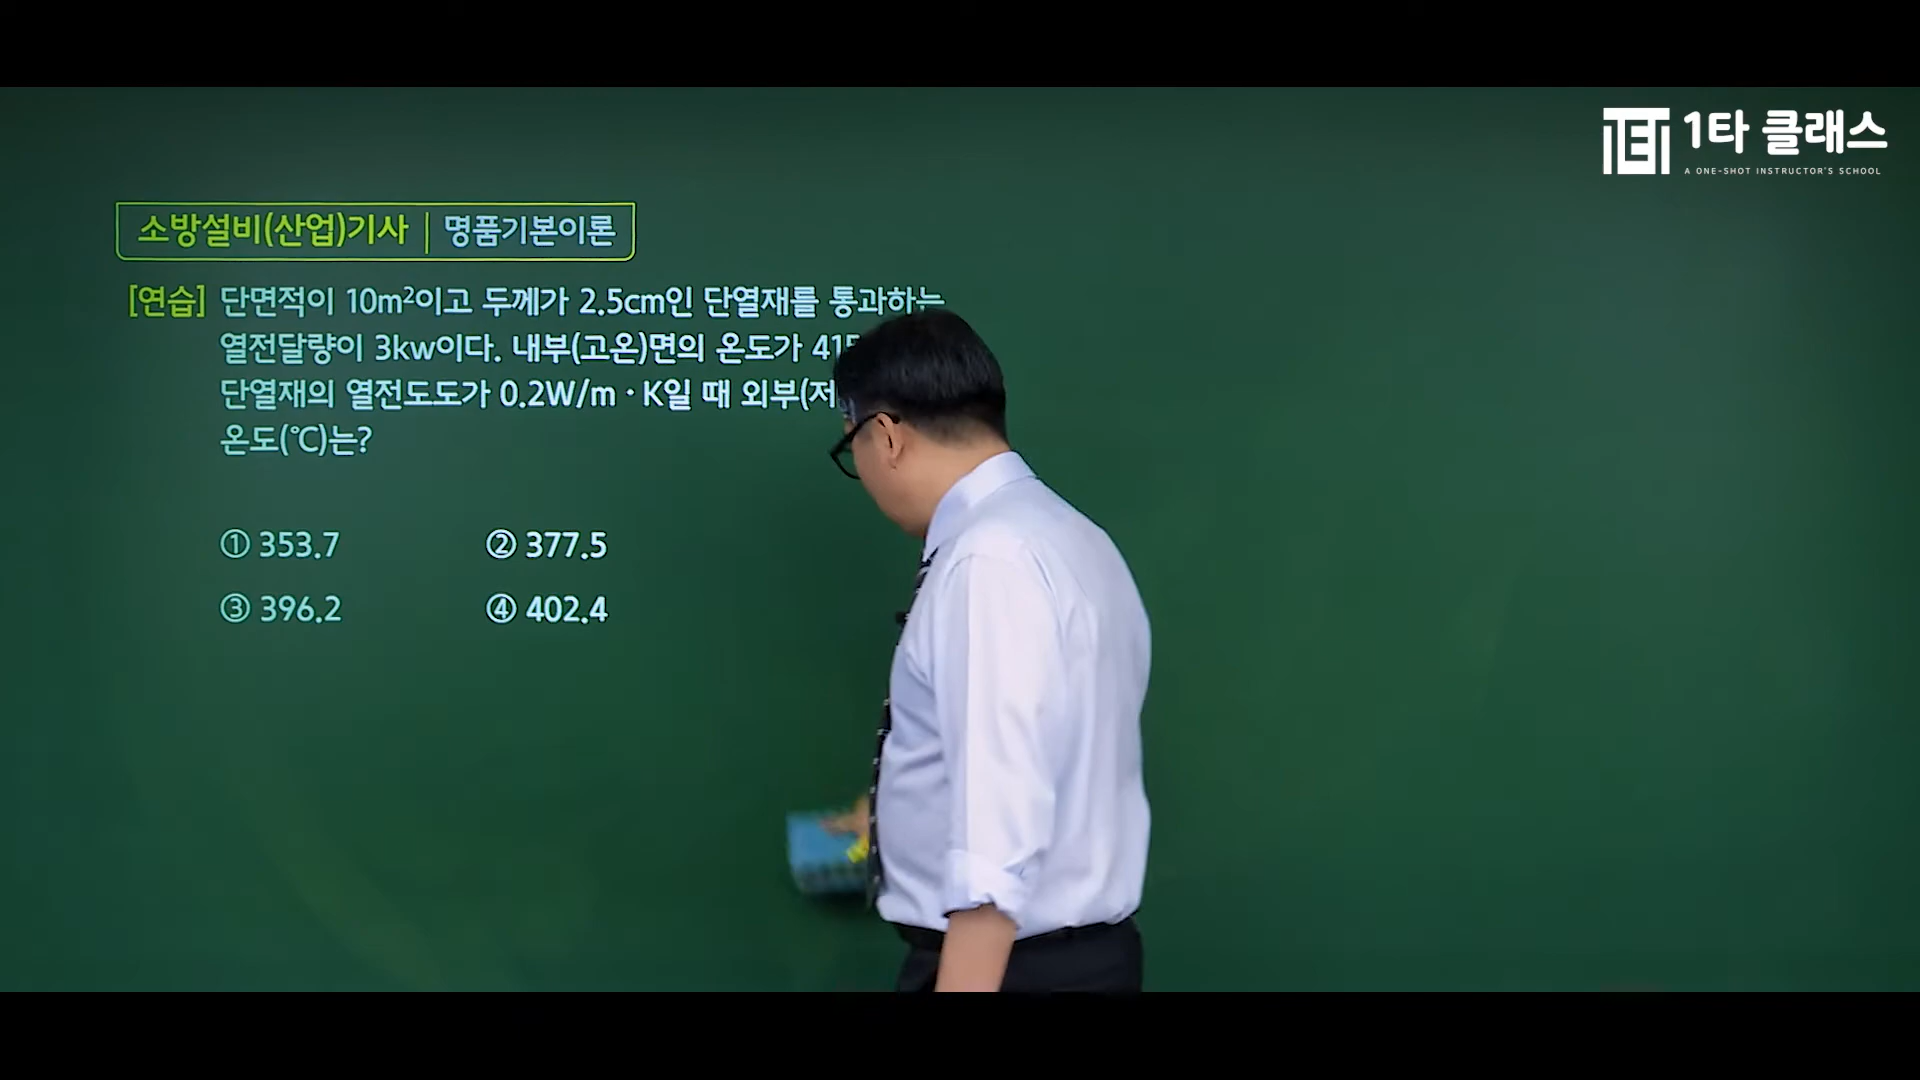 1타 클래스
A ONE-SHOT INSTRUCTOR'S SCHOOL
소방설비(산업)기사 | 명품기본이론
[연습] 단면적이 10m²이고 두께가 2.5cm인 단열재를 통과하는
열전달량이 3kw이다. 내부(고온)면의 온도가
단열재의 열전도도가 0.2W/m · K일 때
온도(℃)는?
① 353.7 ② 377.5
③ 396.2 ④ 402.4